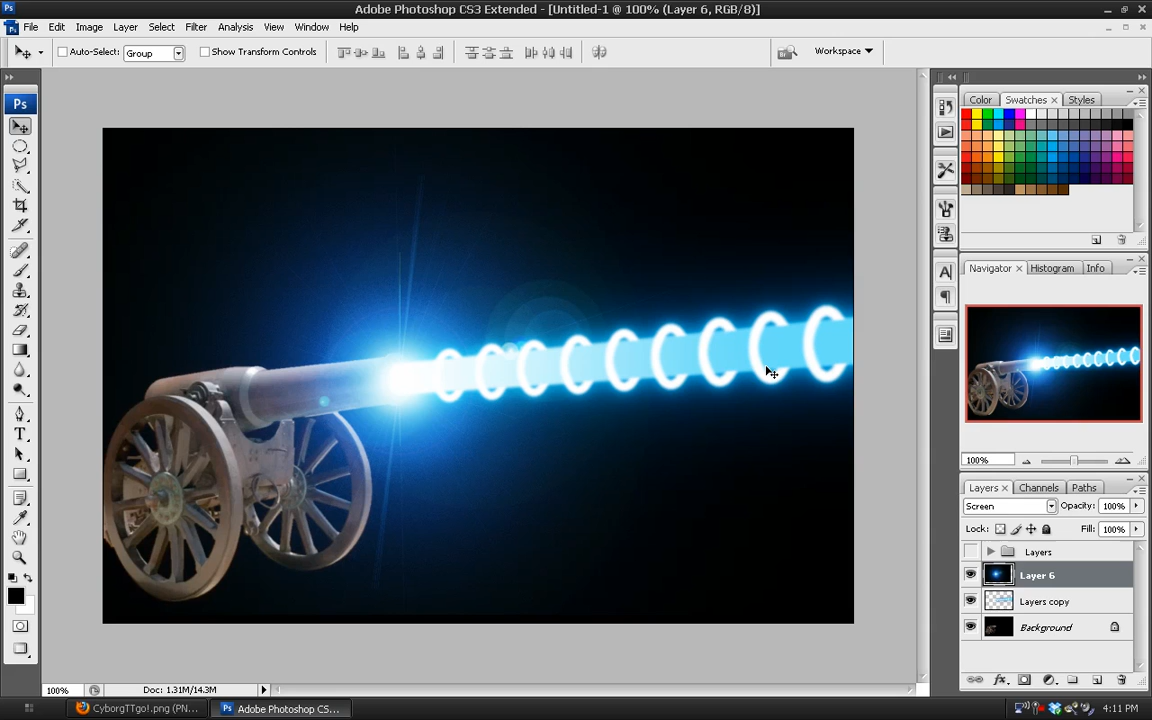 Adobe Photoshop CS3 Extended - [Untitled-1 @ 100% (Layer 6, RGB/8)]
File Edit Image Layer Select Filter Analysis View Window Help
Auto-Select: Group Show Transform Controls Workspace
Ps
Color Swatches Styles
T
A
Navigator Histogram Info
100%
Layers Channels Paths
Screen Opacity: 100%
Lock: Fill: 100%
Layers
Layer 6
Layers copy
Background
fx
100% Doc: 1.31M/14.3M
CyborgTTgo!.png (PN... Ps Adobe Photoshop CS... 4:11 PM